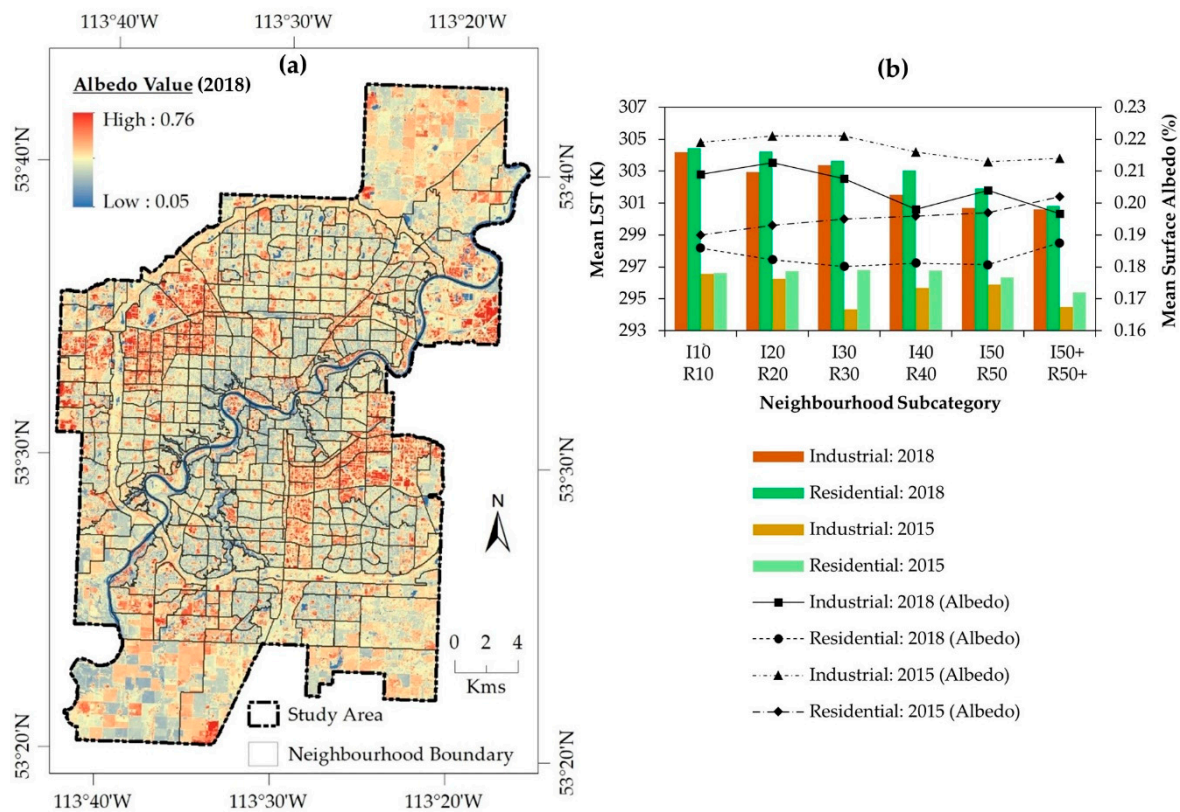 113°40'W 113°30'W 113°20'W
(a)
Albedo Value (2018)
High : 0.76
Low : 0.05
53°40'N
53°40'N
53°30'N
53°30'N
53°20'N
53°20'N
N
0 2 4
Kms
Study Area
Neighbourhood Boundary
113°40'W 113°30'W 113°20'W
(b)
Mean LST (K)
307
305
303
301
299
297
295
293
0.23
0.22
0.21
0.20
0.19
0.18
0.17
0.16
Mean Surface Albedo (%)
I10 I20 I30 I40 I50 I50+
R10 R20 R30 R40 R50 R50+
Neighbourhood Subcategory
Industrial: 2018
Residential: 2018
Industrial: 2015
Residential: 2015
Industrial: 2018 (Albedo)
Residential: 2018 (Albedo)
Industrial: 2015 (Albedo)
Residential: 2015 (Albedo)